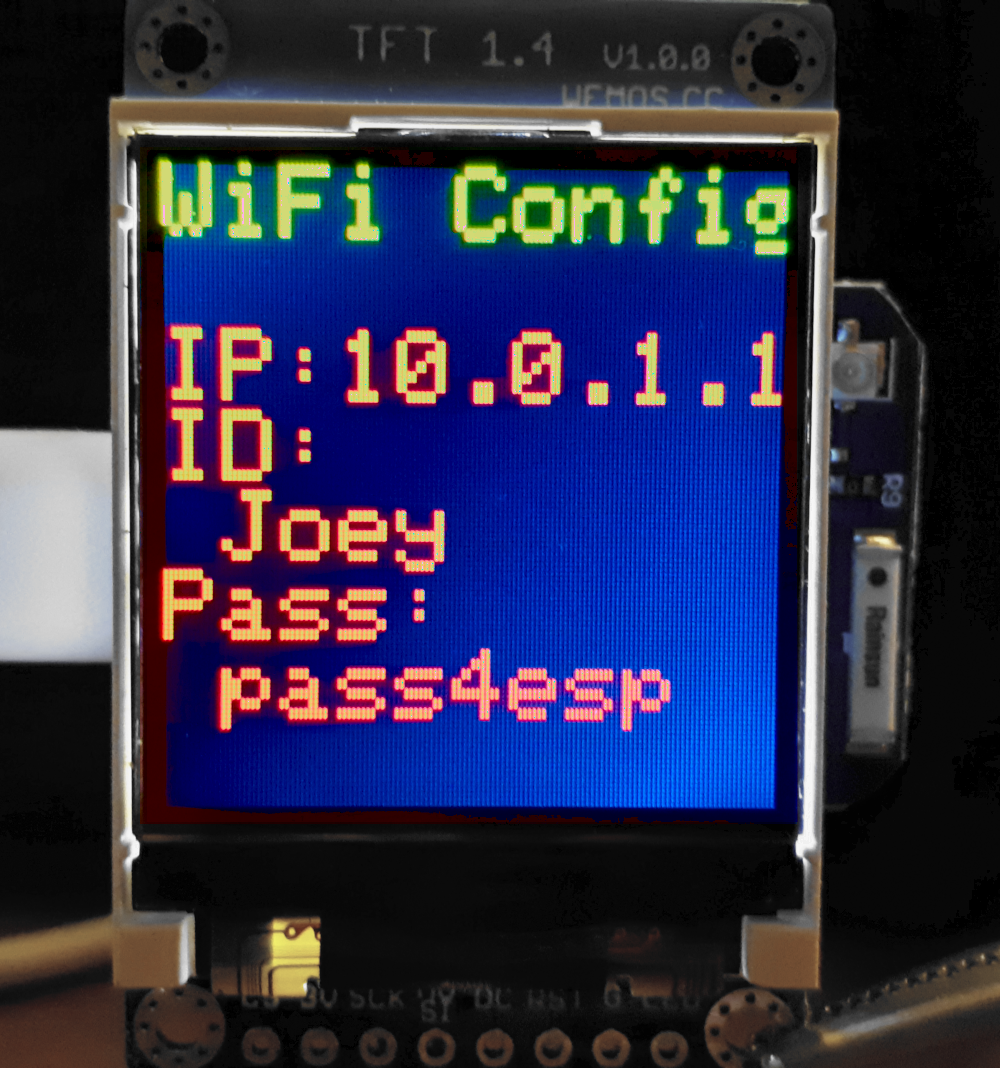 TFT 1.4 V1.0.0
WEMOS.CC
WiFi Config
IP:10.0.1.1
ID:
Joey
Pass:
pass4esp
R9